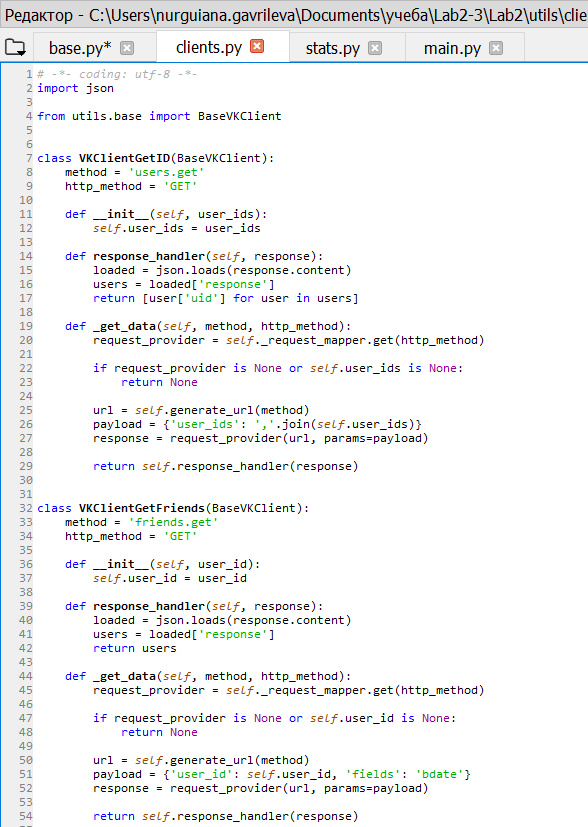 Редактор - C:\Users\nurguiana.gavrileva\Documents\учеба\Lab2-3\Lab2\utils\clie
base.py* clients.py stats.py main.py
1 # -*- coding: utf-8 -*-
2 import json
3
4 from utils.base import BaseVKClient
5
6
7 class VKClientGetID(BaseVKClient):
8     method = 'users.get'
9     http_method = 'GET'
10
11     def __init__(self, user_ids):
12         self.user_ids = user_ids
13
14     def response_handler(self, response):
15         loaded = json.loads(response.content)
16         users = loaded['response']
17         return [user['uid'] for user in users]
18
19     def _get_data(self, method, http_method):
20         request_provider = self._request_mapper.get(http_method)
21
22         if request_provider is None or self.user_ids is None:
23             return None
24
25         url = self.generate_url(method)
26         payload = {'user_ids': ','.join(self.user_ids)}
27         response = request_provider(url, params=payload)
28
29         return self.response_handler(response)
30
31
32 class VKClientGetFriends(BaseVKClient):
33     method = 'friends.get'
34     http_method = 'GET'
35
36     def __init__(self, user_id):
37         self.user_id = user_id
38
39     def response_handler(self, response):
40         loaded = json.loads(response.content)
41         users = loaded['response']
42         return users
43
44     def _get_data(self, method, http_method):
45         request_provider = self._request_mapper.get(http_method)
46
47         if request_provider is None or self.user_id is None:
48             return None
49
50         url = self.generate_url(method)
51         payload = {'user_id': self.user_id, 'fields': 'bdate'}
52         response = request_provider(url, params=payload)
53
54         return self.response_handler(response)